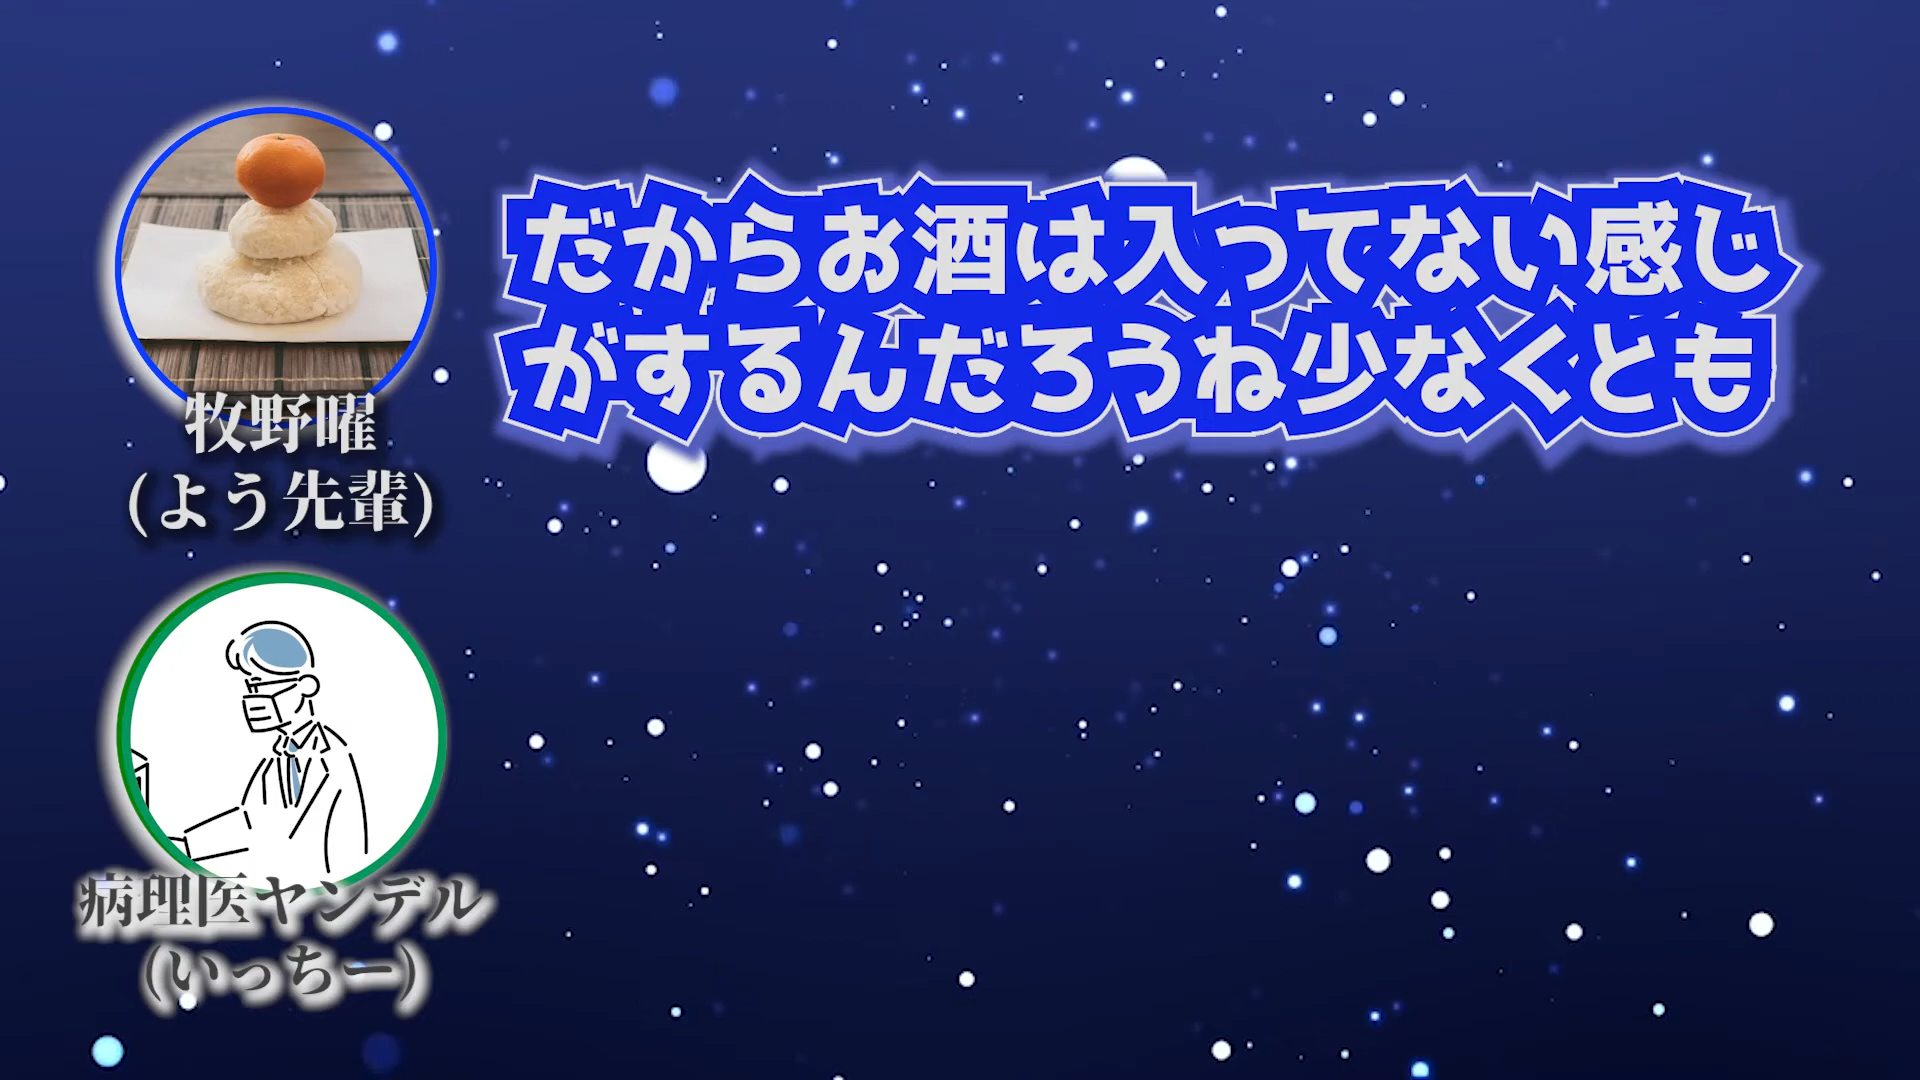 だからお酒は入ってない感じ
がするんだろうね少なくとも
牧野曜
(よう先輩)
病理医ヤンデル
(いっちー)